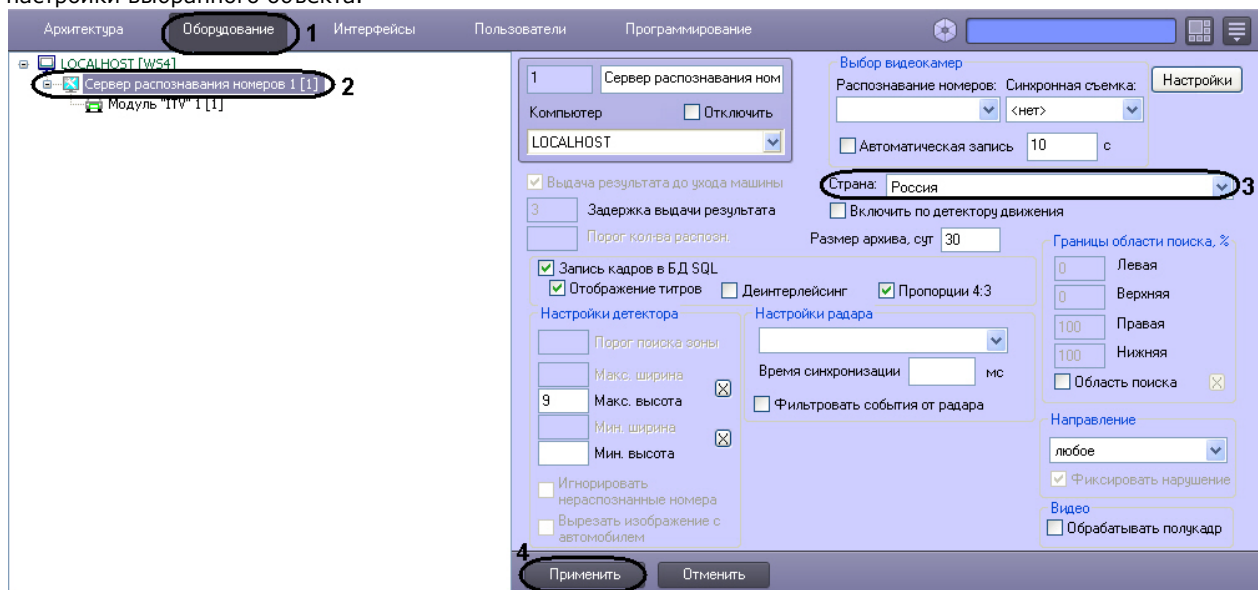 настройки выбранного объекта.
Архитектура Оборудование 1 Интерфейсы Пользователи Программирование
LOCALHOST [WS4]
Сервер распознавания номеров 1 [1] 2
Модуль "ITV" 1 [1]
1 Сервер распознавания ном
Компьютер Отключить
LOCALHOST
Выбор видеокамер
Распознавание номеров: Синхронная съемка: Настройки
<нет>
Автоматическая запись 10 с
Выдача результата до ухода машины
3 Задержка выдачи результата
Порог кол-ва распозн.
Страна: Россия 3
Включить по детектору движения
Размер архива, сут 30
Запись кадров в БД SQL
Отображение титров Деинтерлейсинг Пропорции 4:3
Границы области поиска, %
0 Левая
0 Верхняя
100 Правая
100 Нижняя
Область поиска
Настройки детектора
Порог поиска зоны
Макс. ширина
9 Макс. высота
Мин. ширина
Мин. высота
Игнорировать
нераспознанные номера
Вырезать изображение с
автомобилем
Настройки радара
Время синхронизации мс
Фильтровать события от радара
Направление
любое
Фиксировать нарушение
Видео
Обрабатывать полукадр
4
Применить Отменить